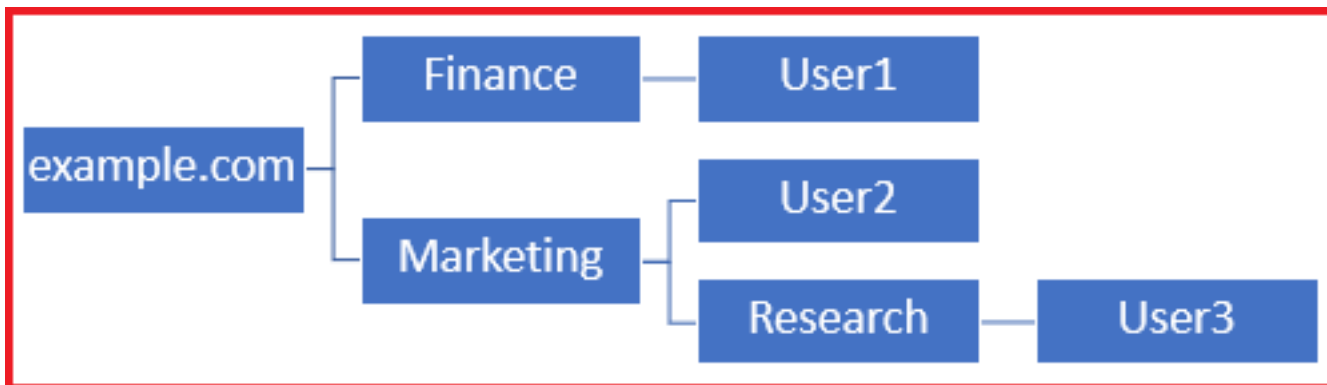 example.com
Finance
User1
Marketing
User2
Research
User3